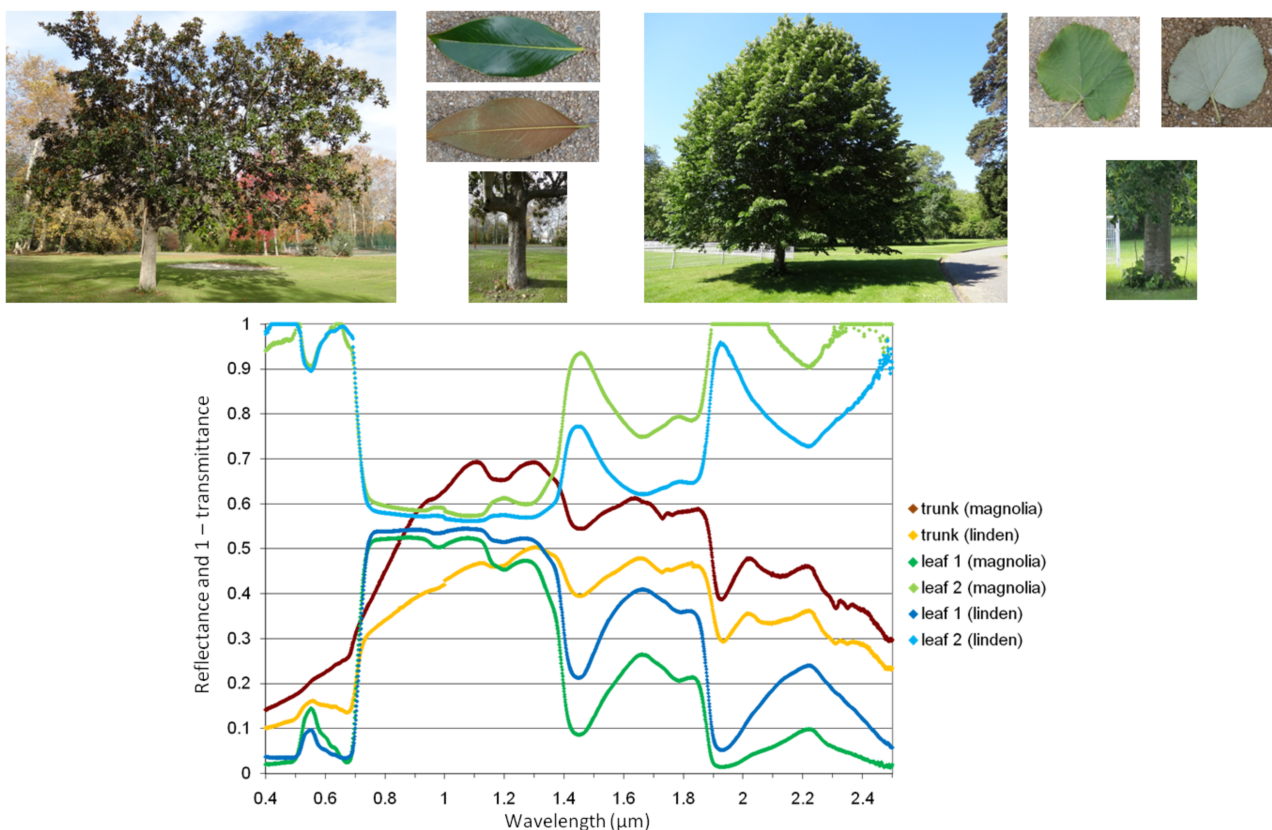 1
0.9
0.8
0.7
0.6
0.5
0.4
0.3
0.2
0.1
0
Reflectance and 1 – transmittance
0.4 0.6 0.8 1 1.2 1.4 1.6 1.8 2 2.2 2.4
Wavelength (μm)
trunk (magnolia)
trunk (linden)
leaf 1 (magnolia)
leaf 2 (magnolia)
leaf 1 (linden)
leaf 2 (linden)